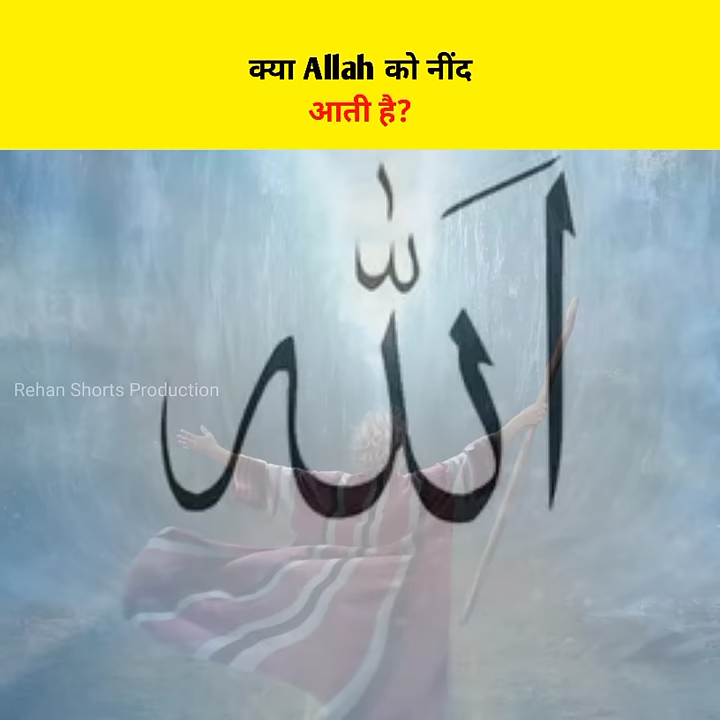 क्या Allah को नींद
आती है?
الله
Rehan Shorts Production